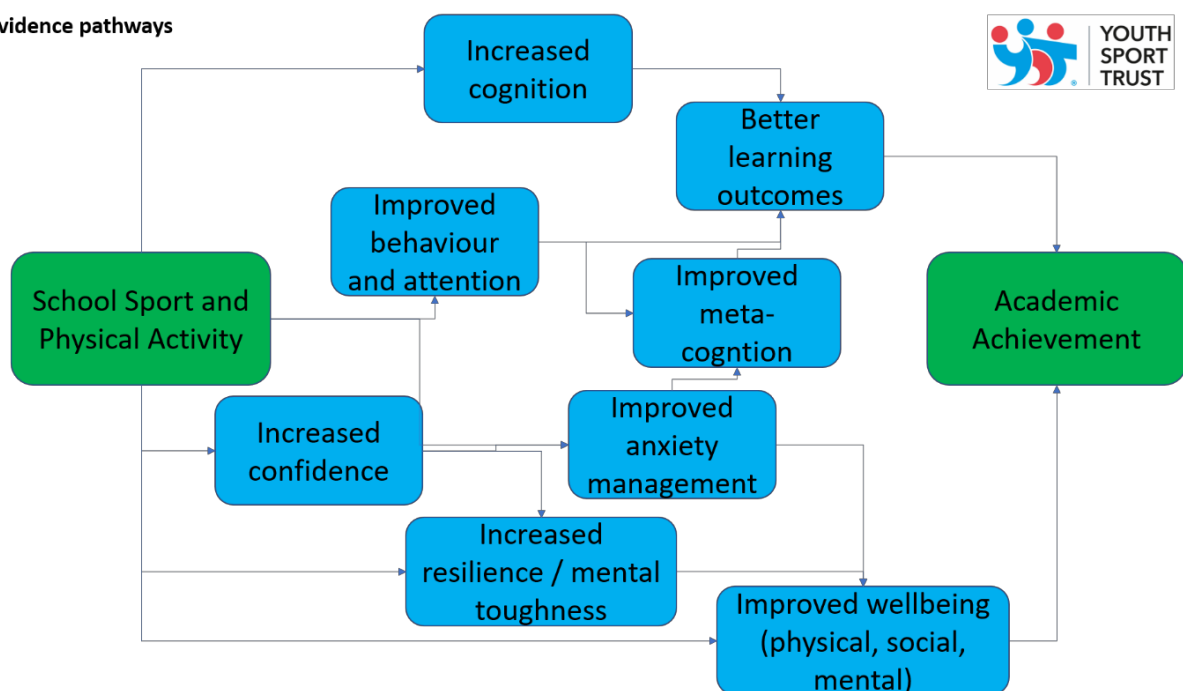 vidence pathways
YOUTH
SPORT
TRUST
®
Increased
cognition
Better
learning
outcomes
Improved
behaviour
and attention
School Sport and
Physical Activity
Improved
meta-
cogntion
Academic
Achievement
Increased
confidence
Improved
anxiety
management
Increased
resilience / mental
toughness
Improved wellbeing
(physical, social,
mental)